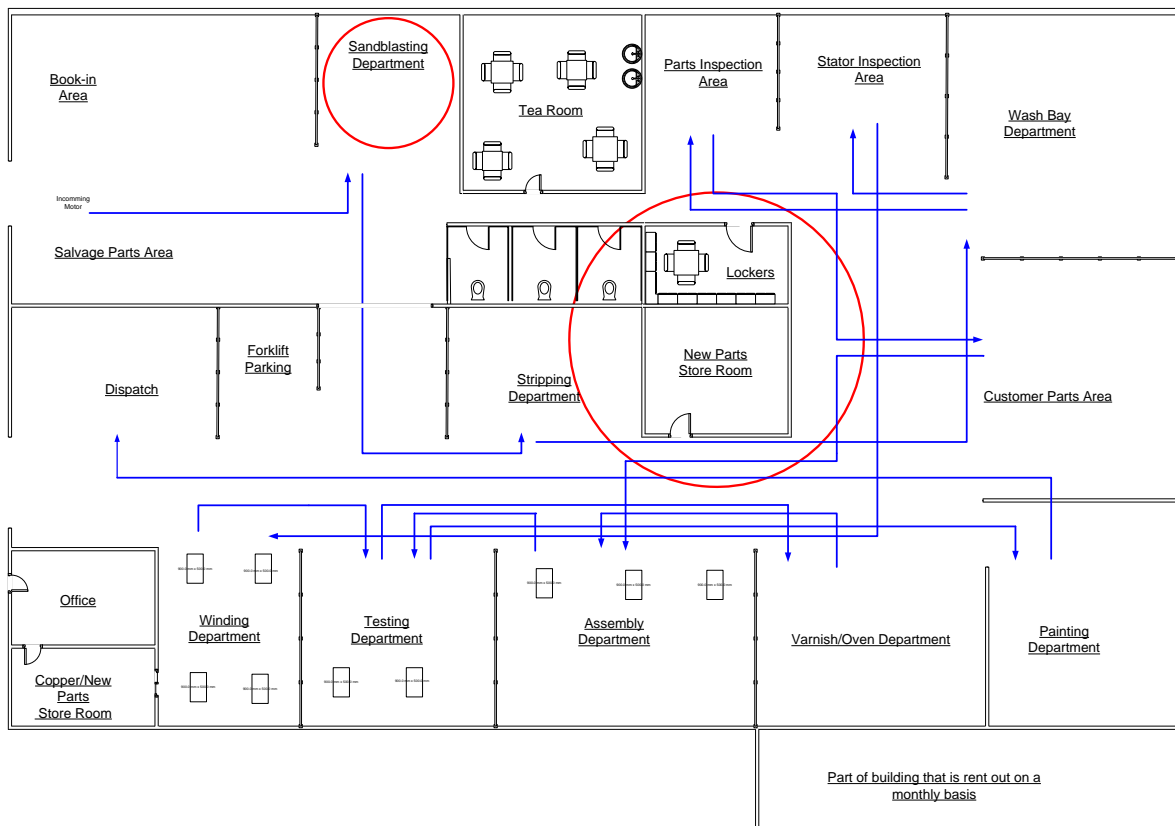 Book-in
Area
Sandblasting
Department
Tea Room
Parts Inspection
Area
Stator Inspection
Area
Wash Bay
Department
Incomming
Motor
Salvage Parts Area
Lockers
Dispatch
Forklift
Parking
Stripping
Department
New Parts
Store Room
Customer Parts Area
Office
Copper/New
Parts
Store Room
Winding
Department
Testing
Department
Assembly
Department
Varnish/Oven Department
Painting
Department
Part of building that is rent out on a
monthly basis